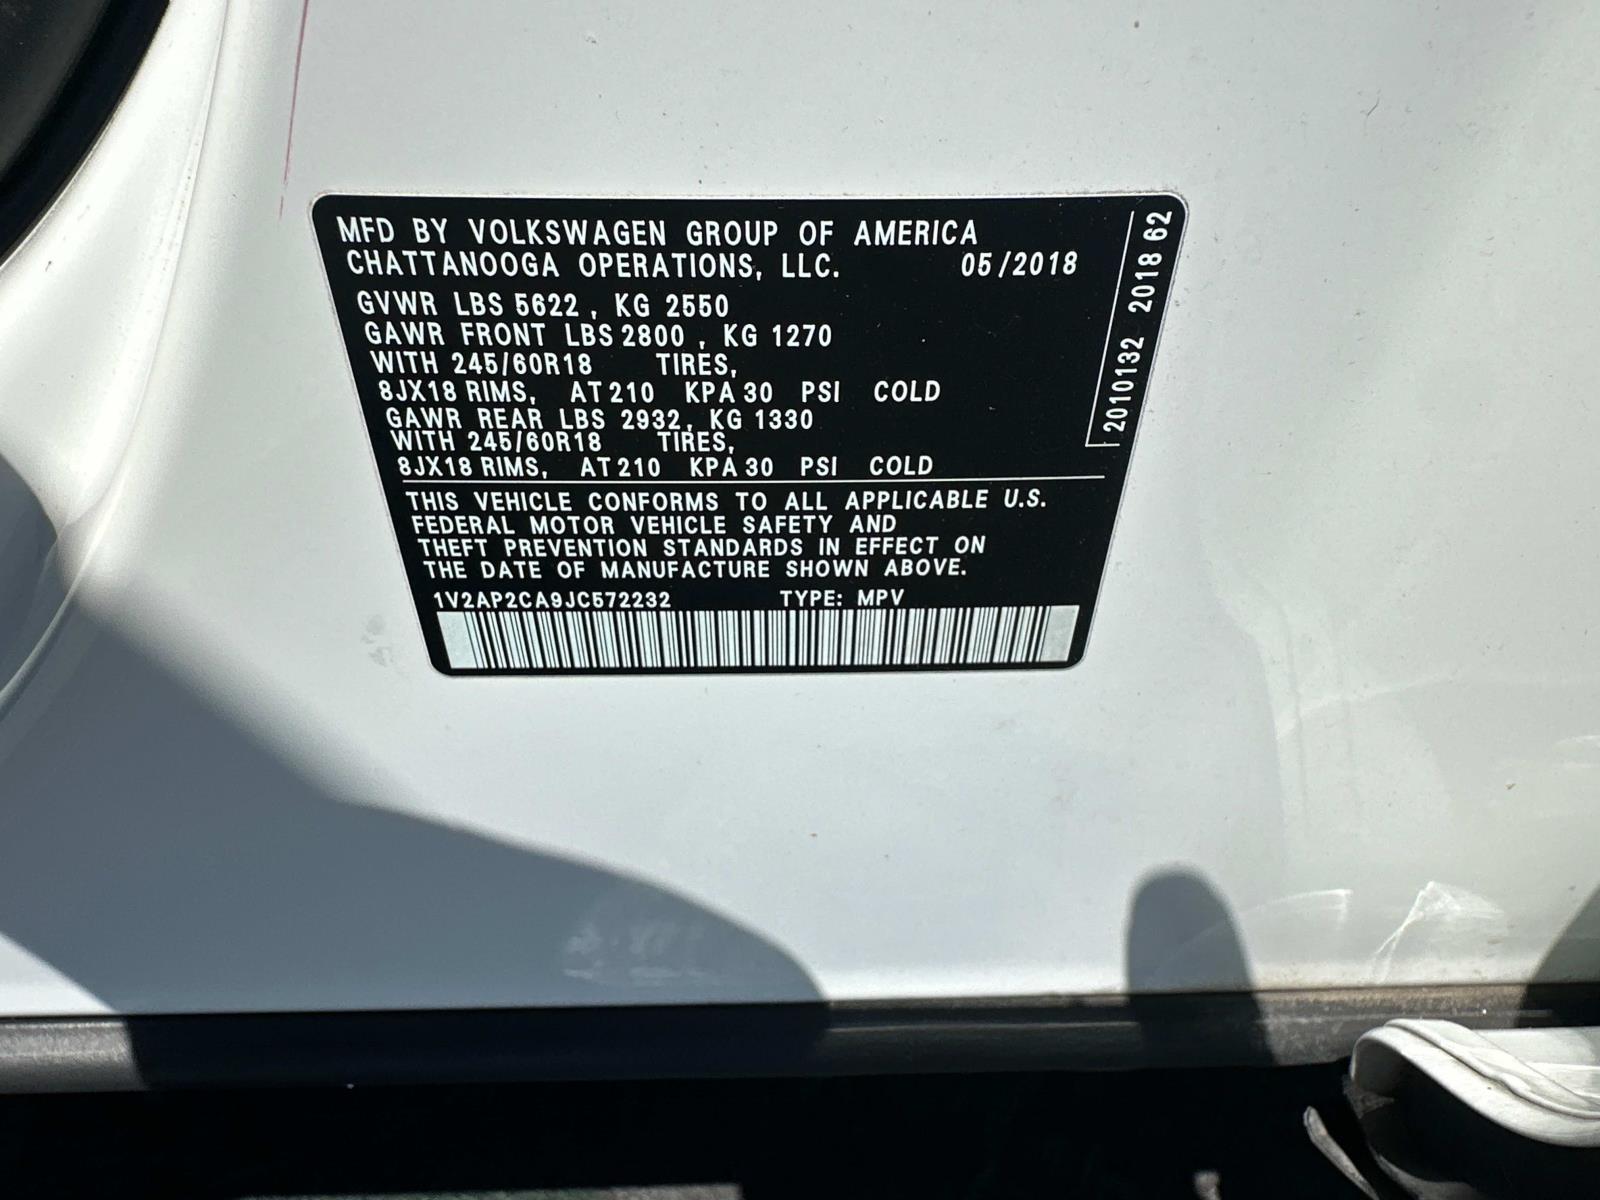 MFD BY VOLKSWAGEN GROUP OF AMERICA
CHATTANOOGA OPERATIONS, LLC. 05/2018
GVWR LBS 5622 , KG 2550
GAWR FRONT LBS 2800 , KG 1270
WITH 245/60R18 TIRES,
8JX18 RIMS, AT 210 KPA 30 PSI COLD
GAWR REAR LBS 2932, KG 1330
WITH 245/60R18 TIRES,
8JX18 RIMS, AT 210 KPA 30 PSI COLD
THIS VEHICLE CONFORMS TO ALL APPLICABLE U.S.
FEDERAL MOTOR VEHICLE SAFETY AND
THEFT PREVENTION STANDARDS IN EFFECT ON
THE DATE OF MANUFACTURE SHOWN ABOVE.
1V2AP2CA9JC572232 TYPE: MPV
2010132 2018 62